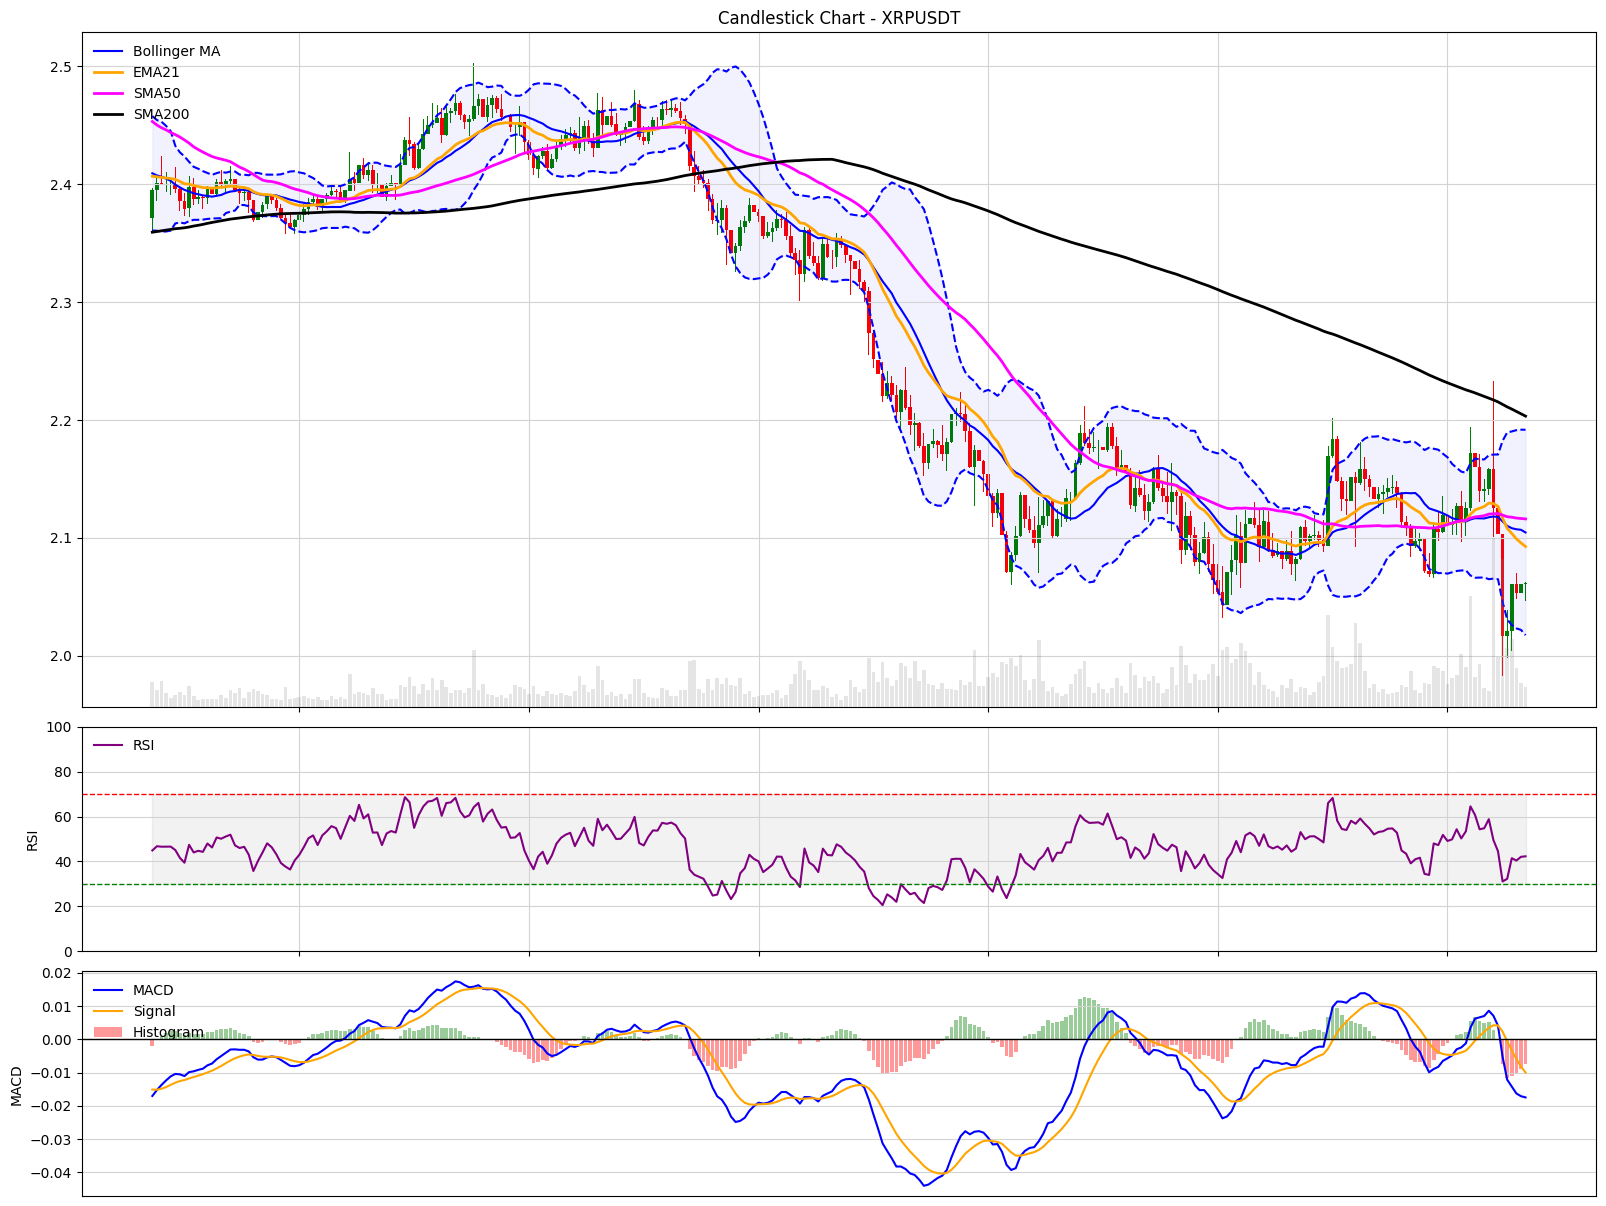 Candlestick Chart - XRPUSDT
Bollinger MA
EMA21
SMA50
SMA200
2.5
2.4
2.3
2.2
2.1
2.0
RSI
100
80
60
40
20
0
RSI
MACD
Signal
Histogram
0.02
0.01
0.00
−0.01
−0.02
−0.03
−0.04
MACD